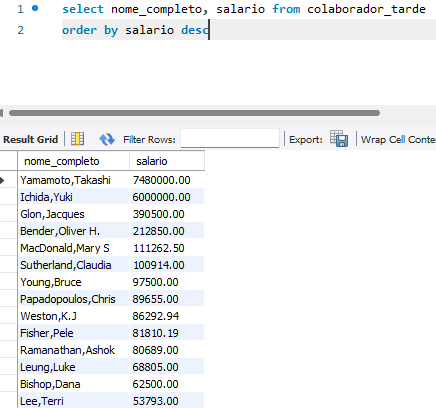 1 select nome_completo, salario from colaborador_tarde
2 order by salario desc
Result Grid Filter Rows: Export: Wrap Cell Conte
nome_completo salario
Yamamoto,Takashi 7480000.00
Ichida,Yuki 6000000.00
Glon,Jacques 390500.00
Bender,Oliver H. 212850.00
MacDonald,Mary S 111262.50
Sutherland,Claudia 100914.00
Young,Bruce 97500.00
Papadopoulos,Chris 89655.00
Weston,K.J 86292.94
Fisher,Pele 81810.19
Ramanathan,Ashok 80689.00
Leung,Luke 68805.00
Bishop,Dana 62500.00
Lee,Terri 53793.00